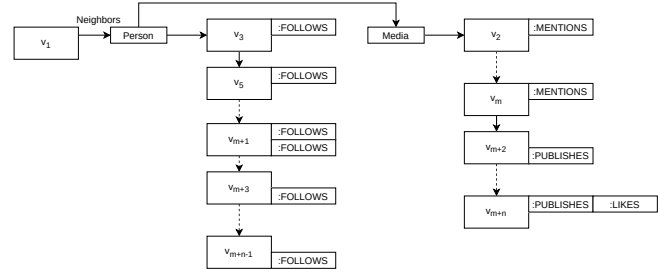 v1
Neighbors
Person
v3
:FOLLOWS
v5
:FOLLOWS
vm+1
:FOLLOWS
:FOLLOWS
vm+3
:FOLLOWS
vm+n-1
:FOLLOWS
Media
v2
:MENTIONS
vm
:MENTIONS
vm+2
:PUBLISHES
vm+n
:PUBLISHES :LIKES